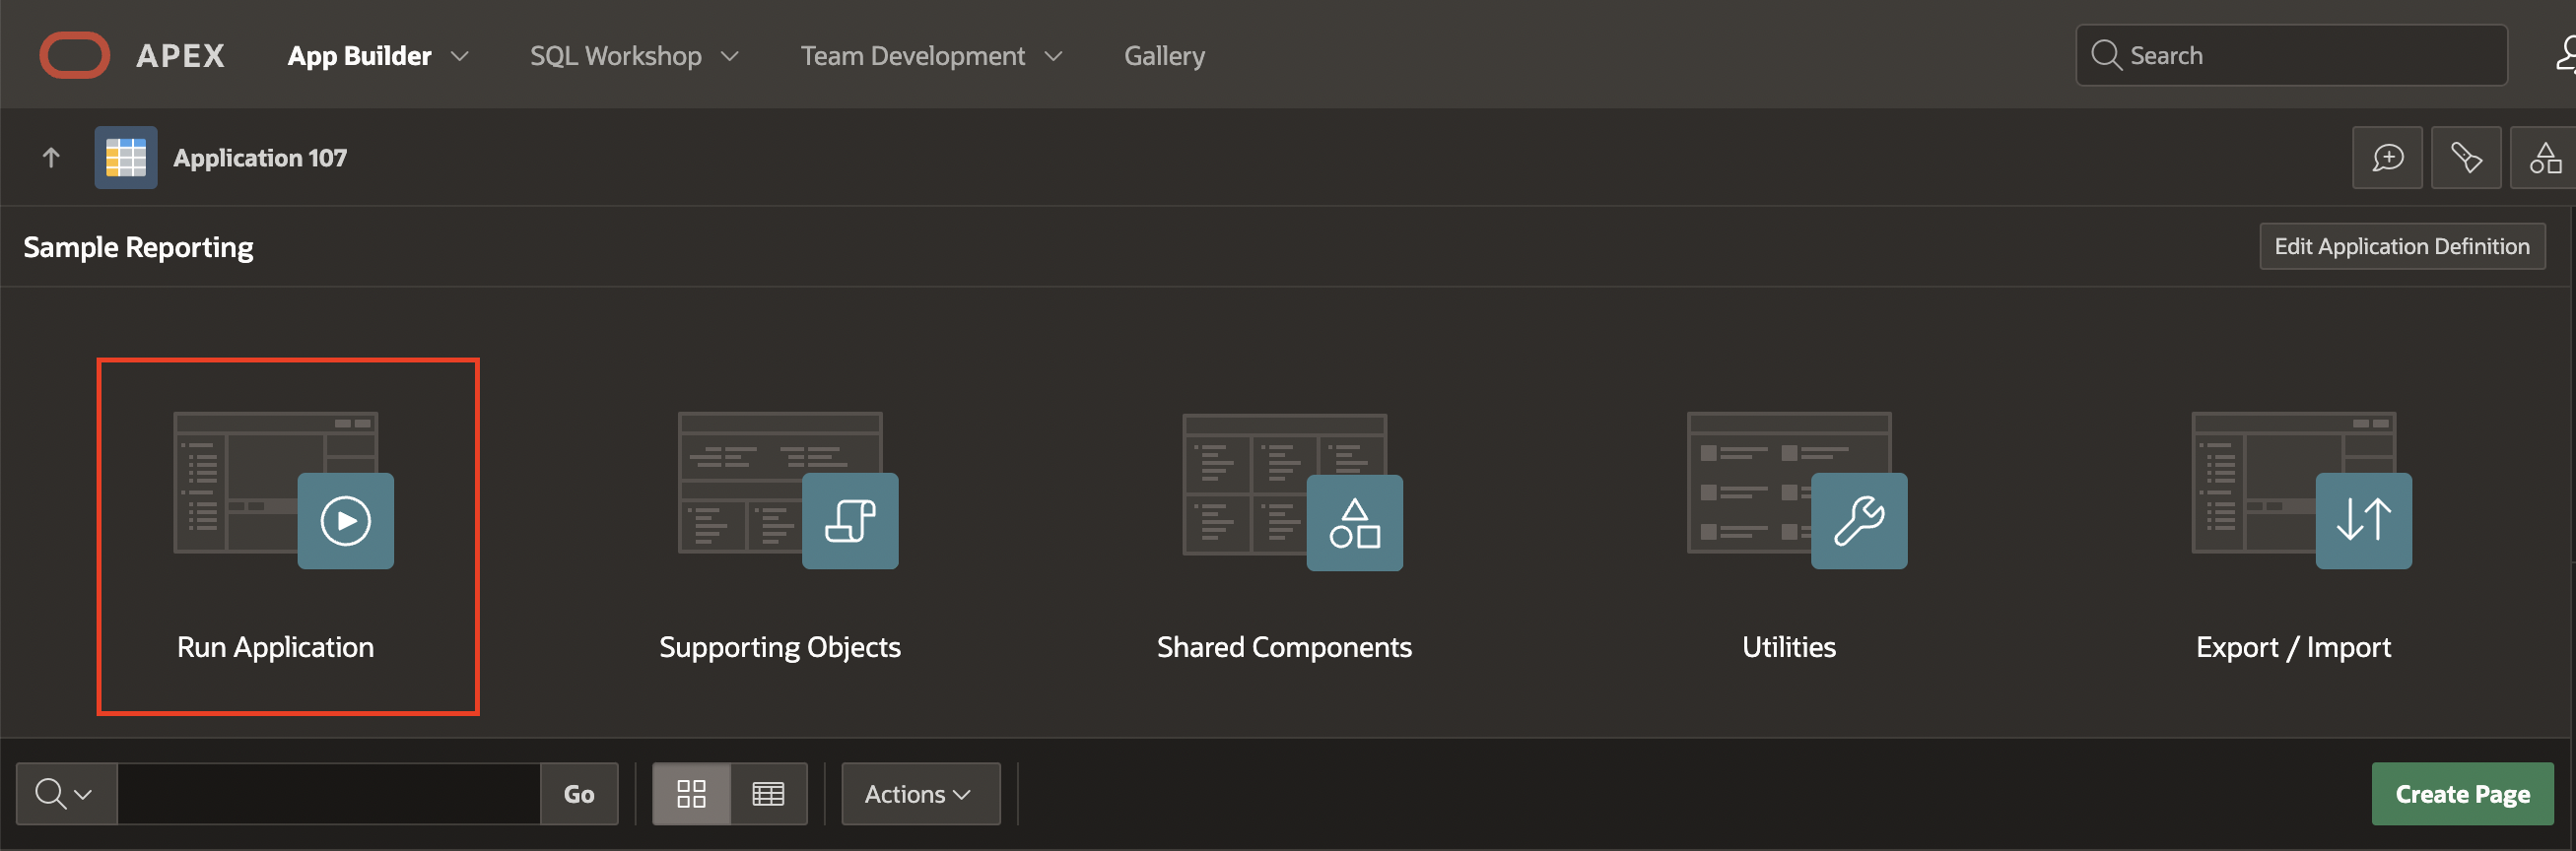 APEX App Builder SQL Workshop Team Development Gallery Search
Application 107
Sample Reporting Edit Application Definition
Run Application Supporting Objects Shared Components Utilities Export / Import
Go Actions Create Page